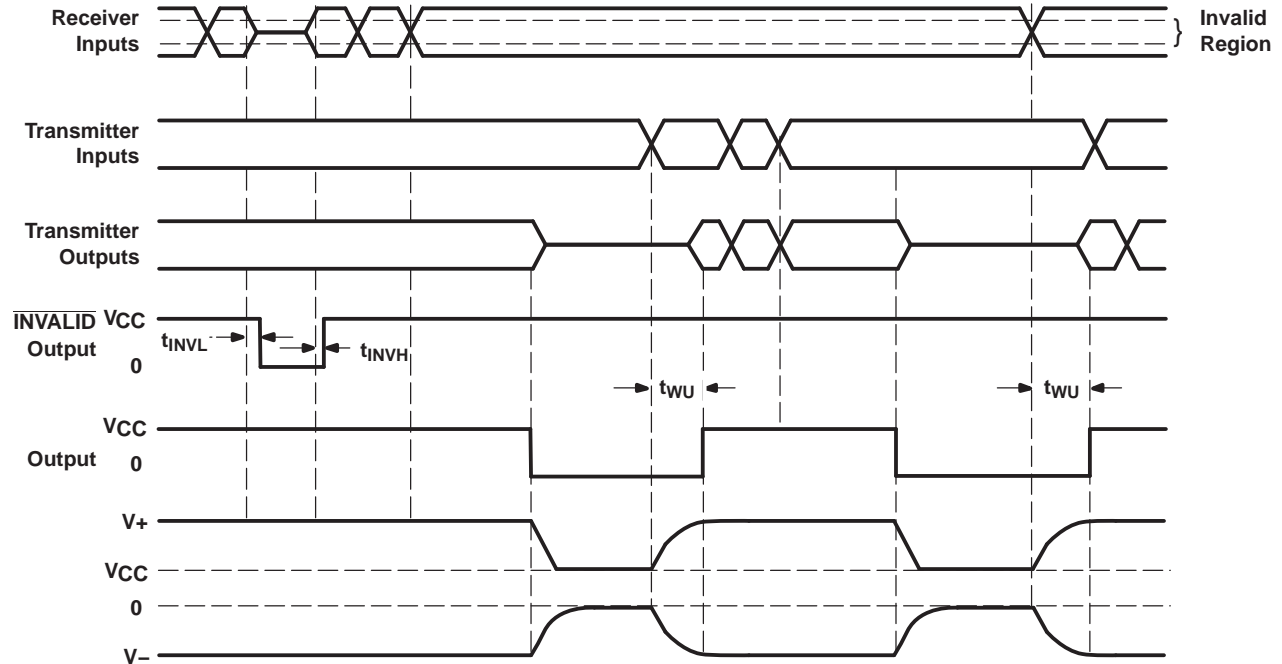 Receiver
Inputs
} Invalid
Region
Transmitter
Inputs
Transmitter
Outputs
INVALID VCC
Output
tINVL
tINVH
0
tWU
tWU
VCC
Output 0
V+
VCC
0
V−